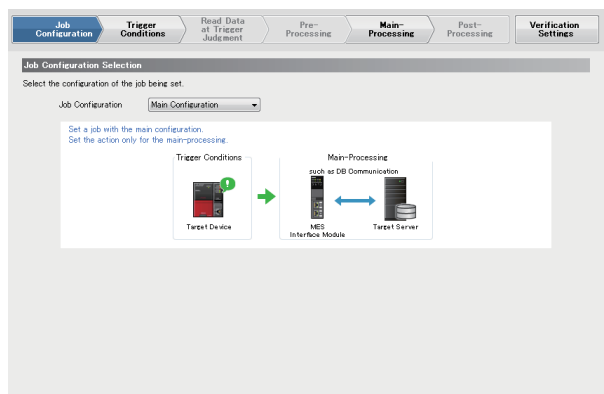 Job
Configuration
Trigger
Conditions
Read Data
at Trigger
Judgment
Pre-
Processing
Main-
Processing
Post-
Processing
Verification
Settings
Job Configuration Selection
Select the configuration of the job being set.
Job Configuration
Main Configuration
Set a job with the main configuration.
Set the action only for the main-processing.
Trigger Conditions
Main-Processing
such as DB Communication
Target Device
MES
Interface Module
Target Server